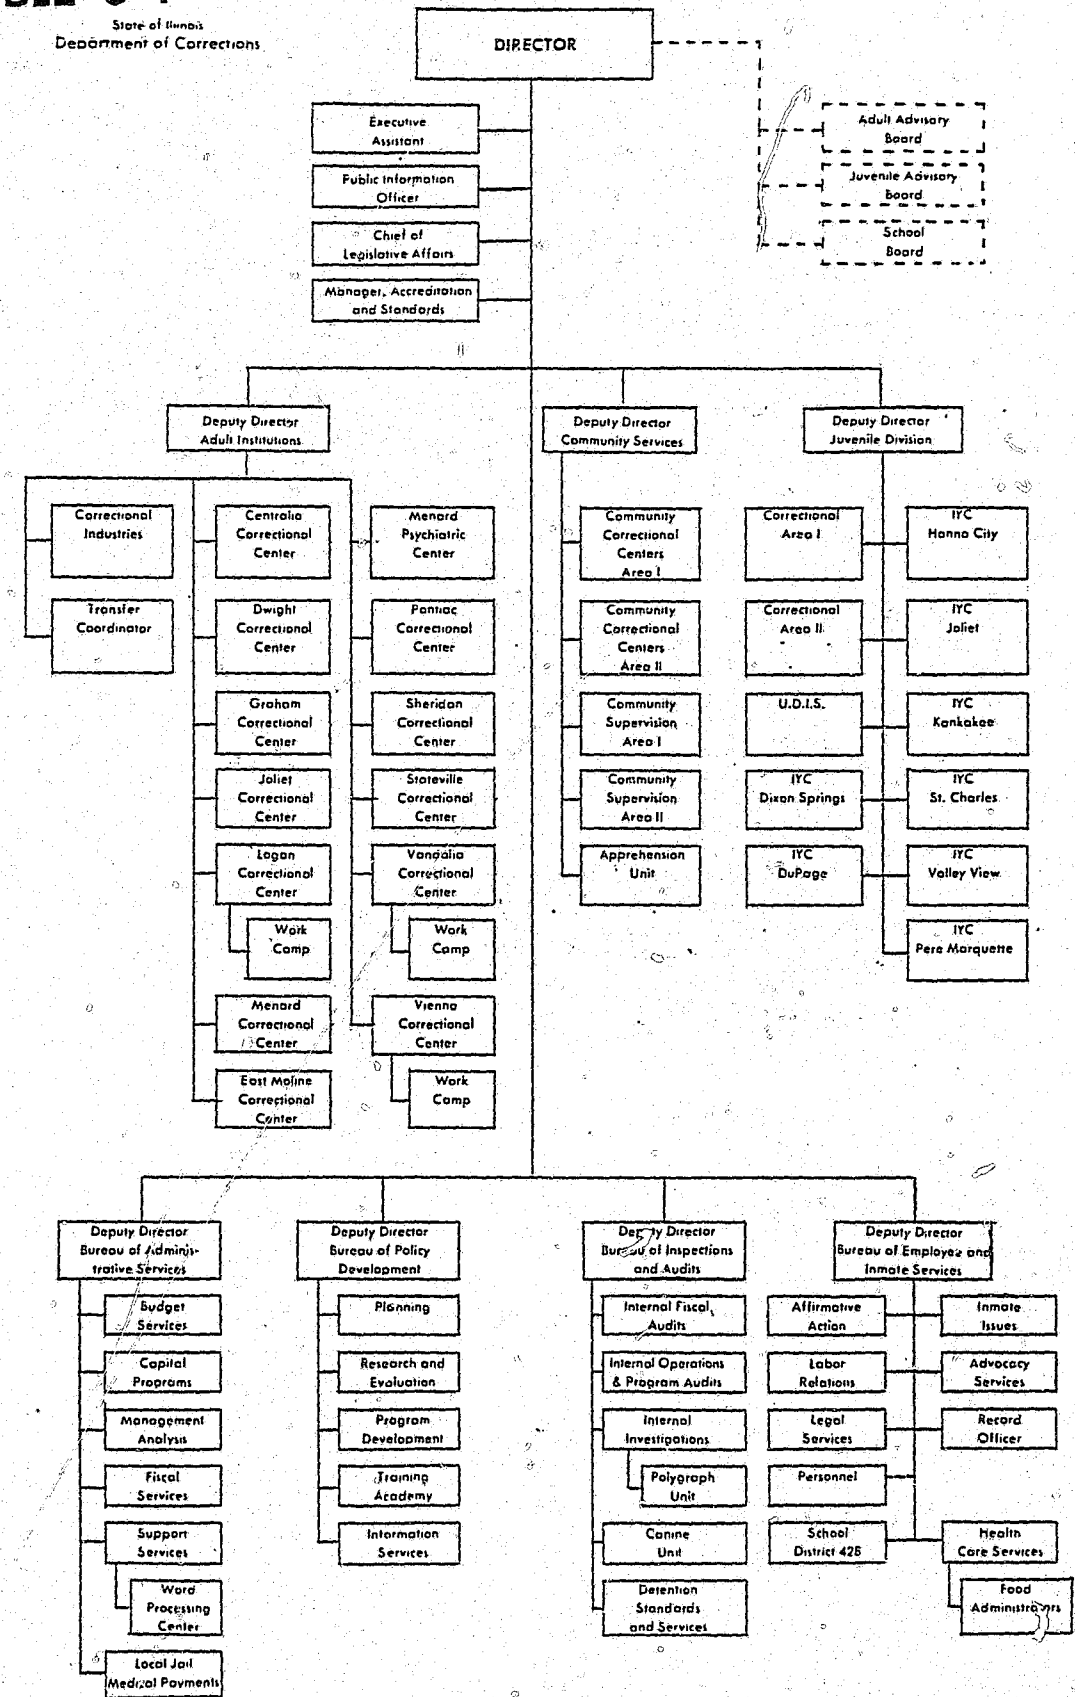 State of Illinois
Department of Corrections
DIRECTOR
Executive
Assistant
Public Information
Officer
Chief of
Legislative Affairs
Manager, Accreditation
and Standards
Adult Advisory
Board
Juvenile Advisory
Board
School
Board
Deputy Director
Adult Institutions
Deputy Director
Community Services
Deputy Director
Juvenile Division
Correctional
Industries
Transfer
Coordinator
Centralia
Correctional
Center
Dwight
Correctional
Center
Graham
Correctional
Center
Joliet
Correctional
Center
Logan
Correctional
Center
Work
Camp
Menard
Correctional
Center
East Moline
Correctional
Center
Menard
Psychiatric
Center
Pontiac
Correctional
Center
Sheridan
Correctional
Center
Stateville
Correctional
Center
Vandalia
Correctional
Center
Work
Camp
Vienna
Correctional
Center
Work
Camp
Community
Correctional
Centers
Area I
Community
Correctional
Centers
Area II
Community
Supervision
Area I
Community
Supervision
Area II
Apprehension
Unit
Correctional
Area I
Correctional
Area II
U.D.I.S.
IYC
Dixon Springs
IYC
DuPage
IYC
Hanna City
IYC
Joliet
IYC
Kankakee
IYC
St. Charles
IYC
Valley View
IYC
Pere Marquette
Deputy Director
Bureau of Adminis-
trative Services
Budget
Services
Capital
Programs
Management
Analysis
Fiscal
Services
Support
Services
Word
Processing
Center
Local Jail
Medical Payments
Deputy Director
Bureau of Policy
Development
Planning
Research and
Evaluation
Program
Development
Training
Academy
Information
Services
Deputy Director
Bureau of Inspections
and Audits
Internal Fiscal
Audits
Internal Operations
& Program Audits
Internal
Investigations
Polygraph
Unit
Canine
Unit
Detention
Standards
and Services
Deputy Director
Bureau of Employee and
Inmate Services
Affirmative
Action
Labor
Relations
Legal
Services
Personnel
School
District 428
Inmate
Issues
Advocacy
Services
Record
Officer
Health
Care Services
Food
Administrators